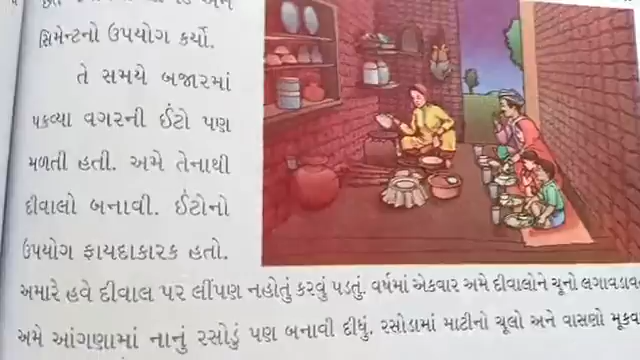 સિમેન્ટનો ઉપયોગ કર્યો.
તે સમયે બજારમાં
પકવ્યા વગરની ઈંટો પણ
મળતી હતી. અમે તેનાથી
દીવાલો બનાવી. ઈંટોનો
ઉપયોગ ફાયદાકારક હતો.
અમારે હવે દીવાલ પર લીંપણ નહોતું કરવું પડતું. વર્ષમાં એકવાર અમે દીવાલોને ચૂનો
અમે આંગણામાં નાનું રસોડું પણ બનાવી દીધું. રસોડામાં માટીનો ચૂલો અને વાસણો